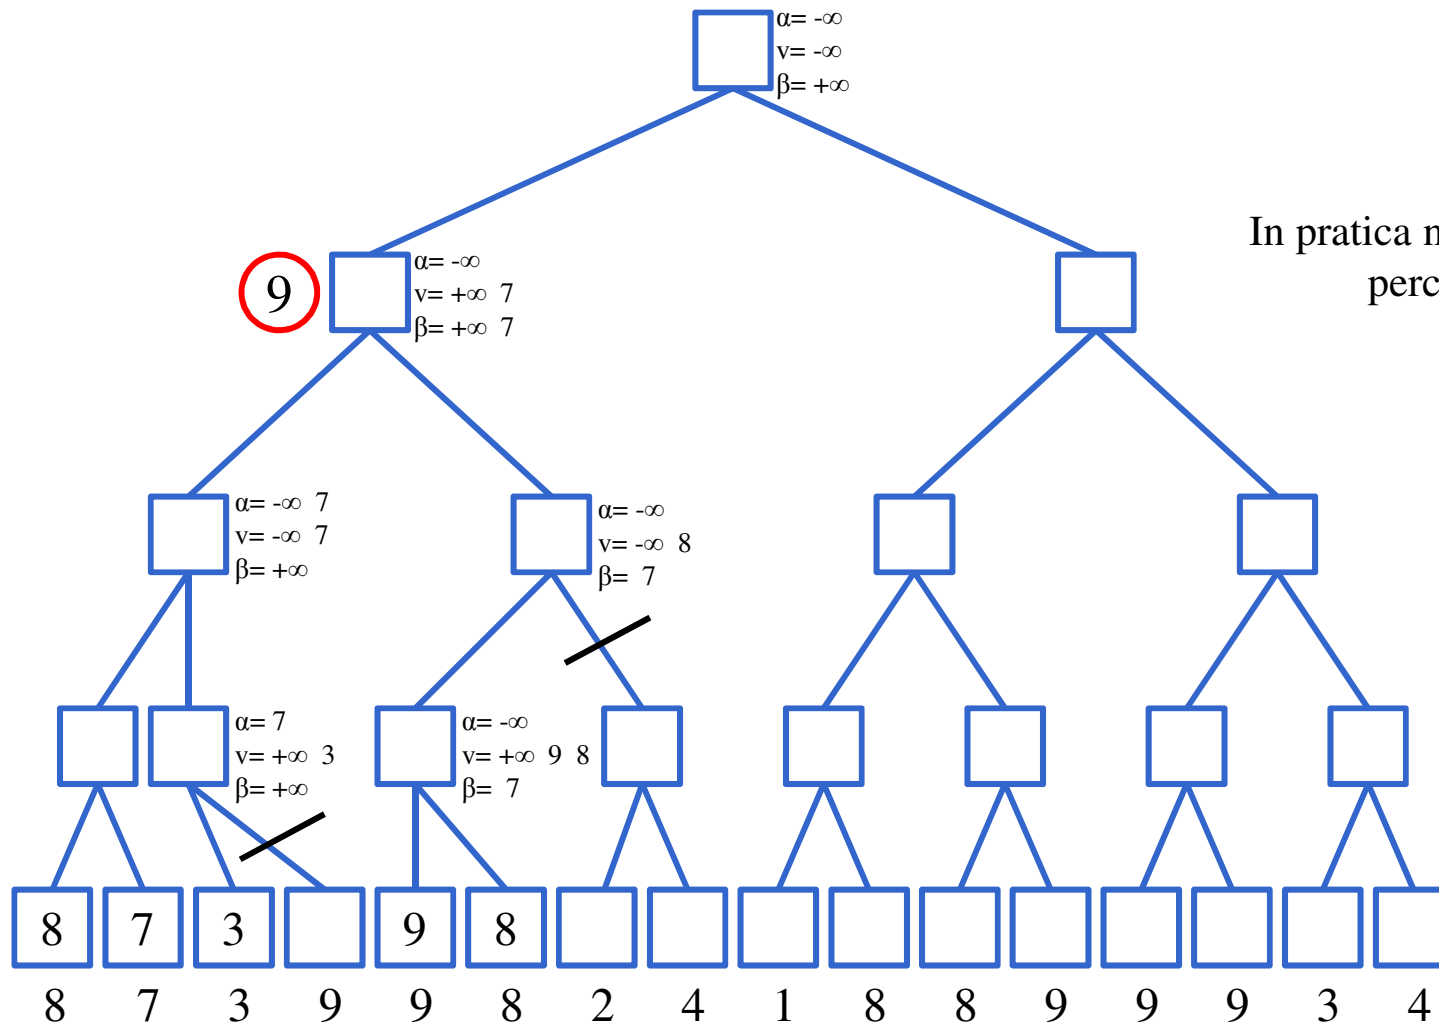 α= -∞
v= -∞
β= +∞
In pratica
perc
9
α= -∞
v= +∞ 7
β= +∞ 7
α= -∞ 7
v= -∞ 7
β= +∞
α= -∞
v= -∞ 8
β= 7
α= 7
v= +∞ 3
β= +∞
α= -∞
v= +∞ 9 8
β= 7
8 7 3 9 8
8 7 3 9 9 8 2 4 1 8 8 9 9 9 3 4